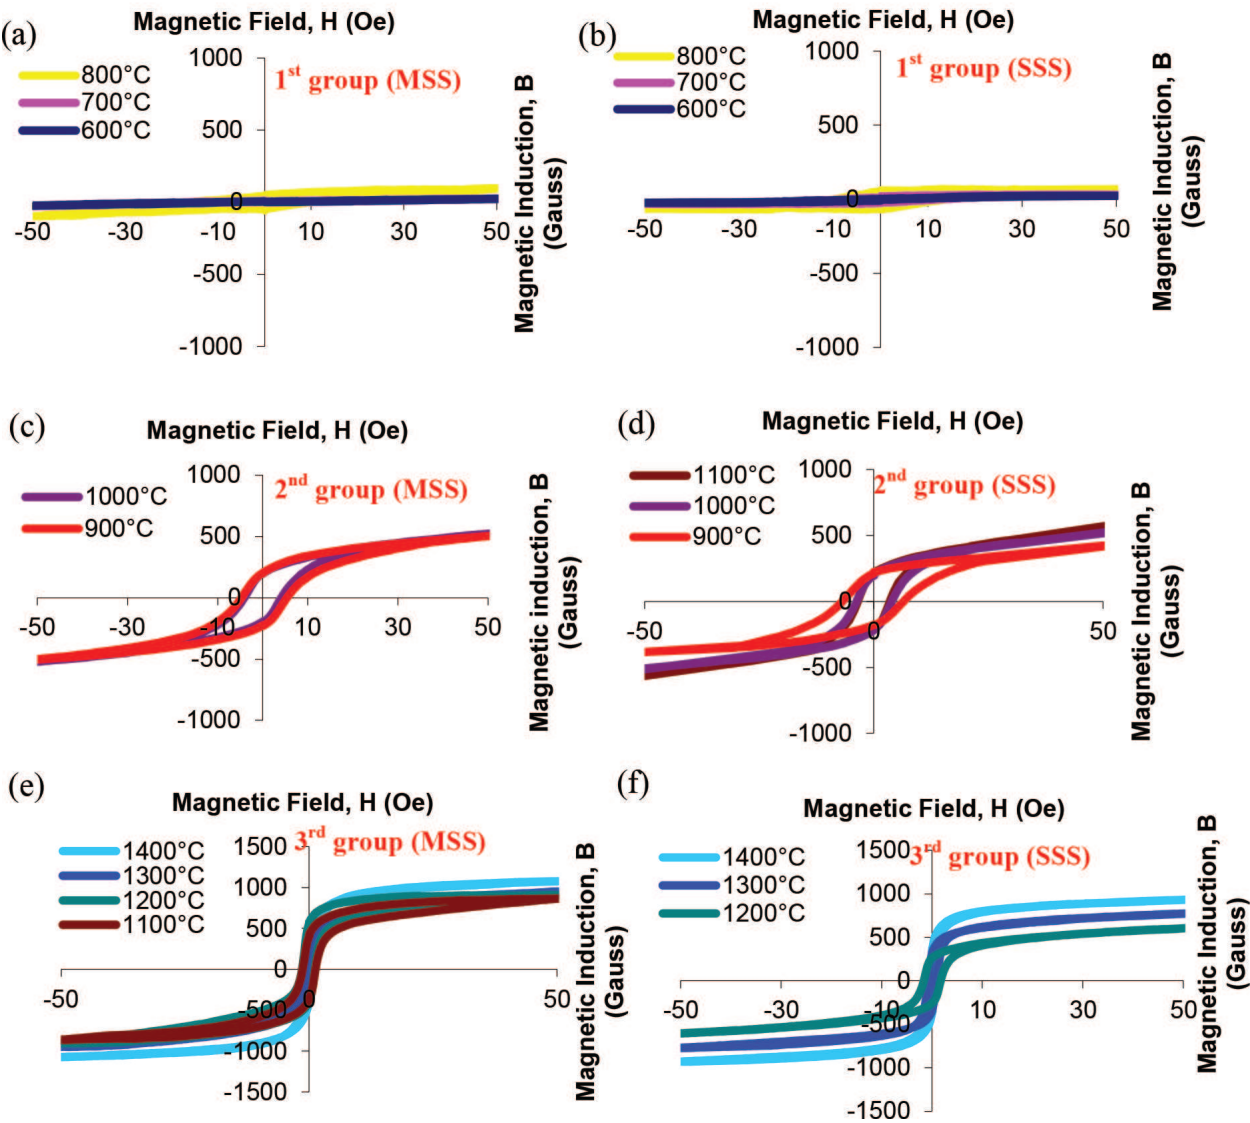 (a)
Magnetic Field, H (Oe)
1000
800°C
700°C
600°C
1st group (MSS)
500
0
-50 -30 -10 10 30 50
-500
-1000
Magnetic Induction, B
(Gauss)
(b)
Magnetic Field, H (Oe)
1000
800°C
700°C
600°C
1st group (SSS)
500
0
-50 -30 -10 10 30 50
-500
-1000
Magnetic Induction, B
(Gauss)
(c)
Magnetic Field, H (Oe)
1000
1000°C
900°C
2nd group (MSS)
500
0
-50 -30 -10 10 30 50
-500
-1000
Magnetic induction, B
(Gauss)
(d)
Magnetic Field, H (Oe)
1000
1100°C
1000°C
900°C
2nd group (SSS)
500
0
-50 0 50
-500
-1000
Magnetic Induction, B
(Gauss)
(e)
Magnetic Field, H (Oe)
1500
3rd group (MSS)
1400°C
1300°C
1200°C
1100°C
1000
500
0
-50 0 50
-500
-1000
-1500
Magnetic Induction, B
(Gauss)
(f)
Magnetic Field, H (Oe)
1500
3rd group (SSS)
1400°C
1300°C
1200°C
1000
500
0
-50 -30 -10 10 30 50
-500
-1000
-1500
Magnetic Induction, B
(Gauss)